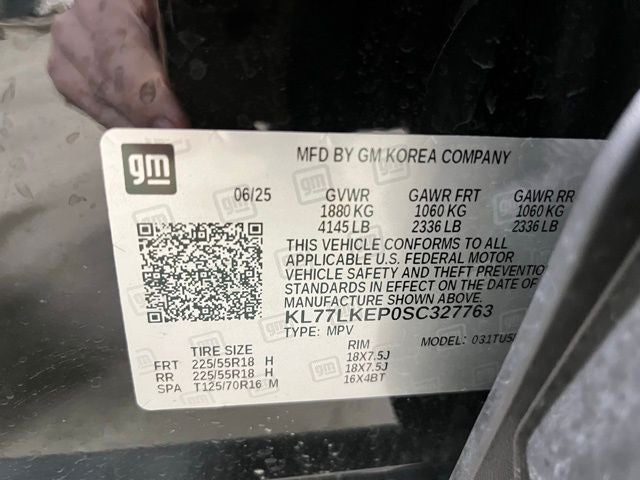 gm
MFD BY GM KOREA COMPANY
06/25 GVWR GAWR FRT GAWR RR
1880 KG 1060 KG 1060 KG
4145 LB 2336 LB 2336 LB
THIS VEHICLE CONFORMS TO ALL
APPLICABLE U.S. FEDERAL MOTOR
VEHICLE SAFETY AND THEFT PREVENTIO
STANDARDS IN EFFECT ON THE DATE O
MANUFACTURE SHOWN ABOVE.
KL77LKEP0SC327763
TYPE: MPV MODEL: 031TUS
TIRE SIZE RIM
FRT 225/55R18 H 18X7.5J
RR 225/55R18 H 18X7.5J
SPA T125/70R16 M 16X4BT